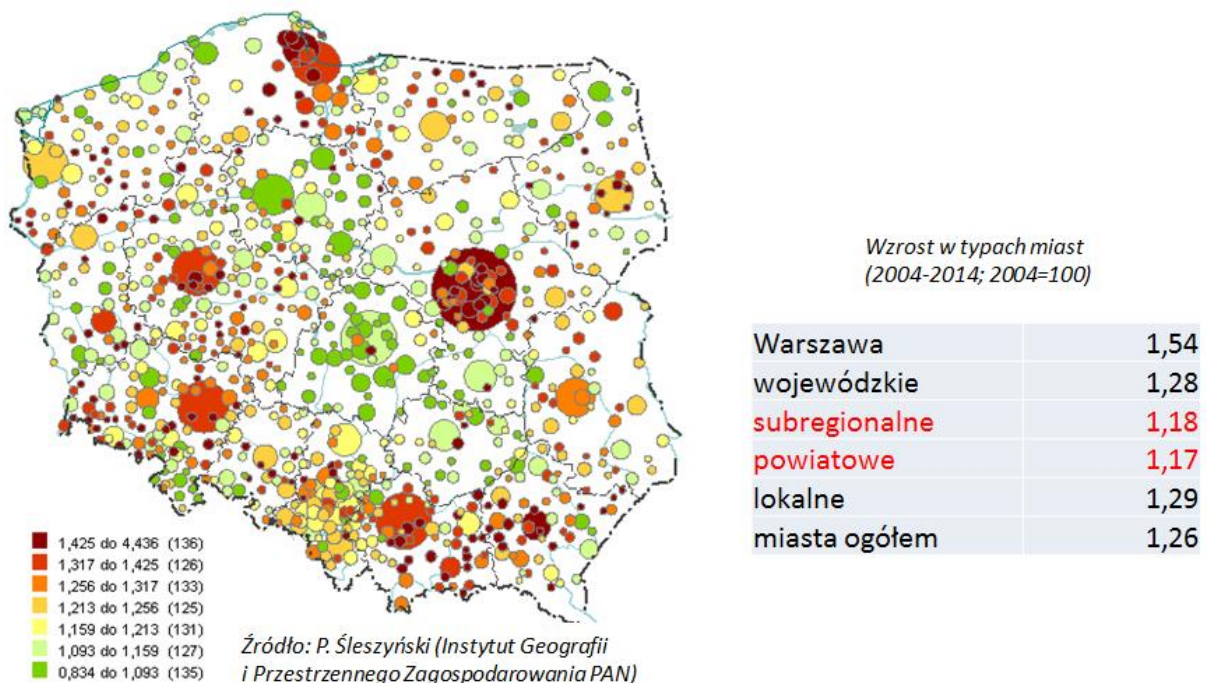 Wzrost w typach miast
(2004-2014; 2004=100)
Warszawa 1,54
wojewódzkie 1,28
subregionalne 1,18
powiatowe 1,17
lokalne 1,29
miasta ogółem 1,26
1,425 do 4,436 (136)
1,317 do 1,425 (126)
1,256 do 1,317 (133)
1,213 do 1,256 (125)
1,159 do 1,213 (131)
1,093 do 1,159 (127)
0,834 do 1,093 (135)
Źródło: P. Śleszyński (Instytut Geografii
i Przestrzennego Zagospodarowania PAN)